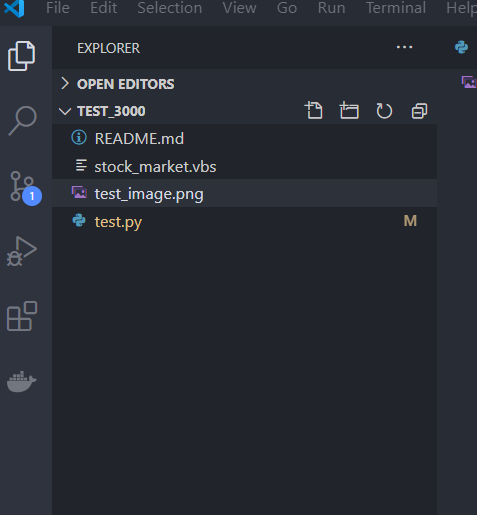 File Edit Selection View Go Run Terminal Help
EXPLORER
OPEN EDITORS
TEST_3000
README.md
stock_market.vbs
test_image.png
test.py M
1